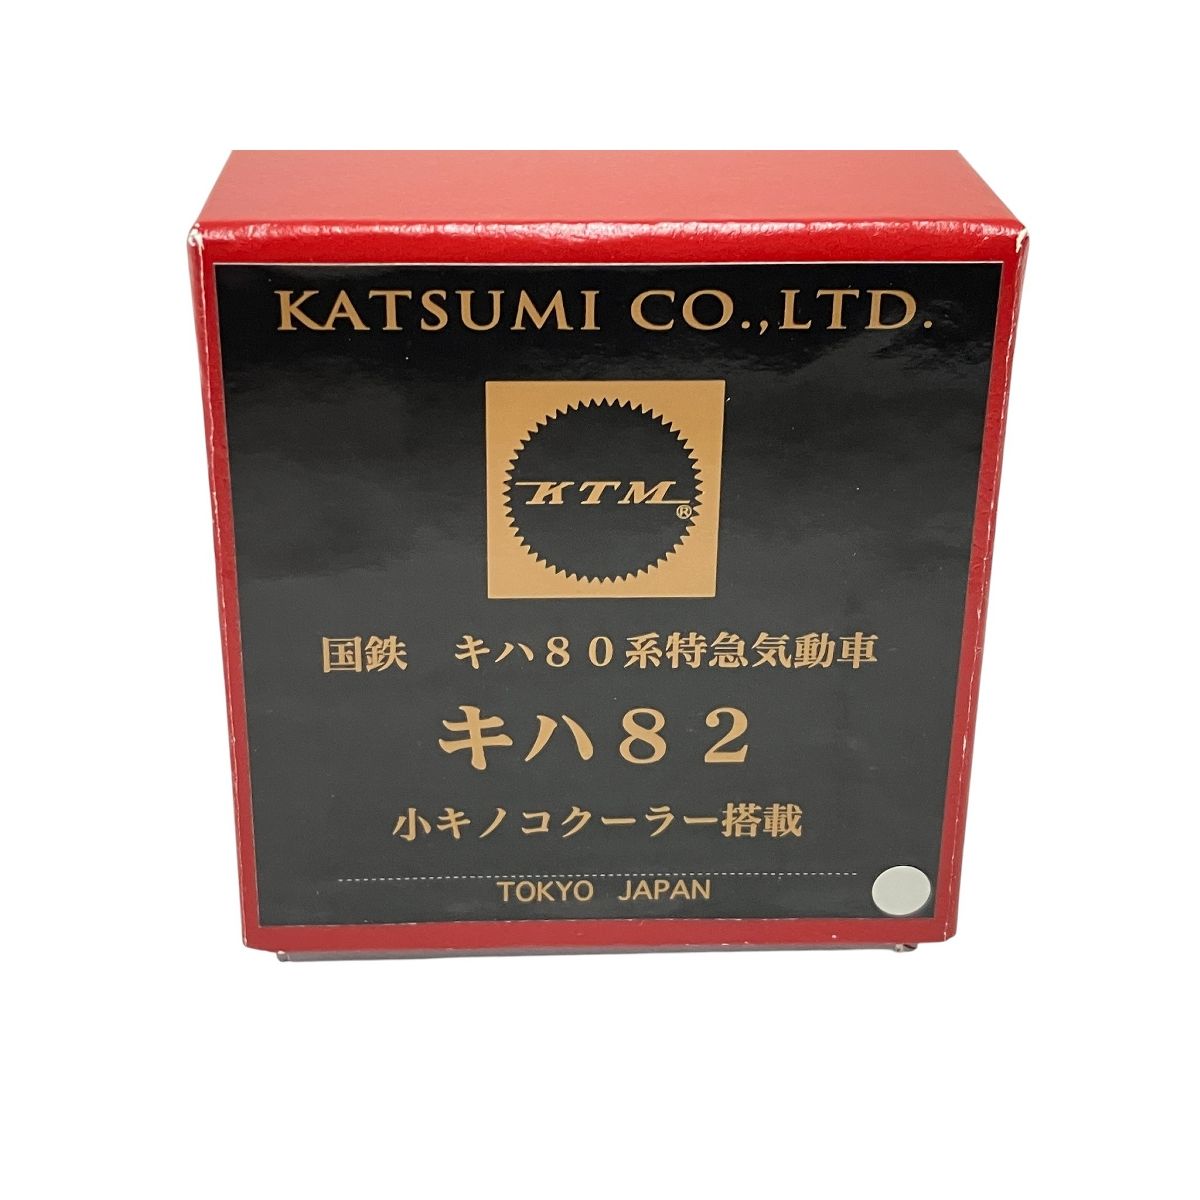 KATSUMI CO.,LTD.
KTM
®
国鉄　キハ８０系特急気動車
キハ８２
小キノコクーラー搭載
TOKYO JAPAN